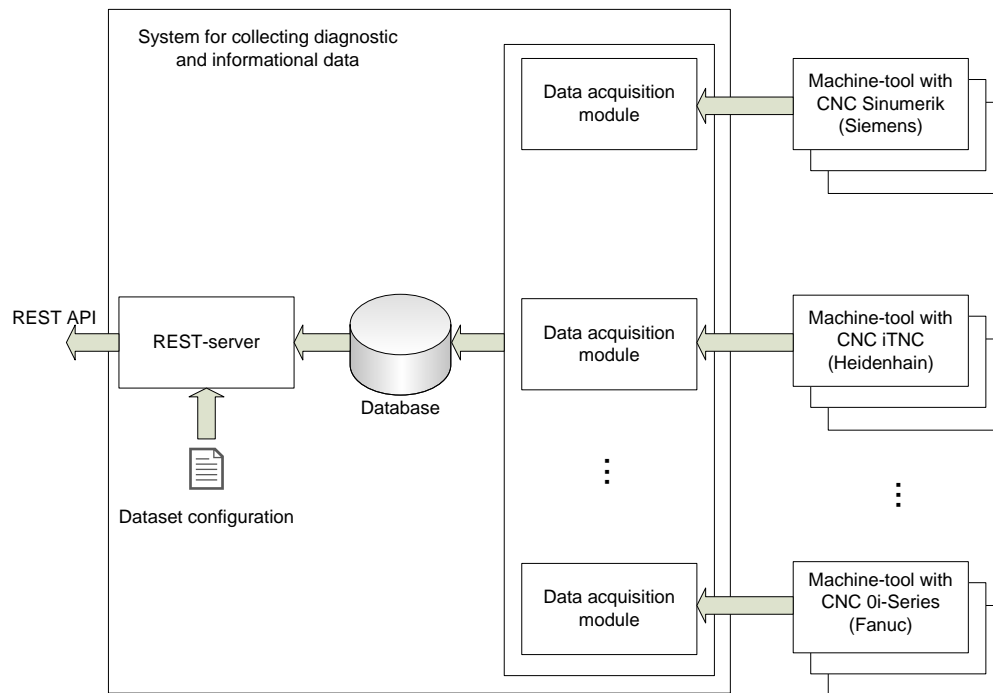 System for collecting diagnostic
and informational data
Data acquisition
module
Machine-tool with
CNC Sinumerik
(Siemens)
REST API
REST-server
Database
Data acquisition
module
Machine-tool with
CNC iTNC
(Heidenhain)
...
...
Dataset configuration
Data acquisition
module
Machine-tool with
CNC 0i-Series
(Fanuc)